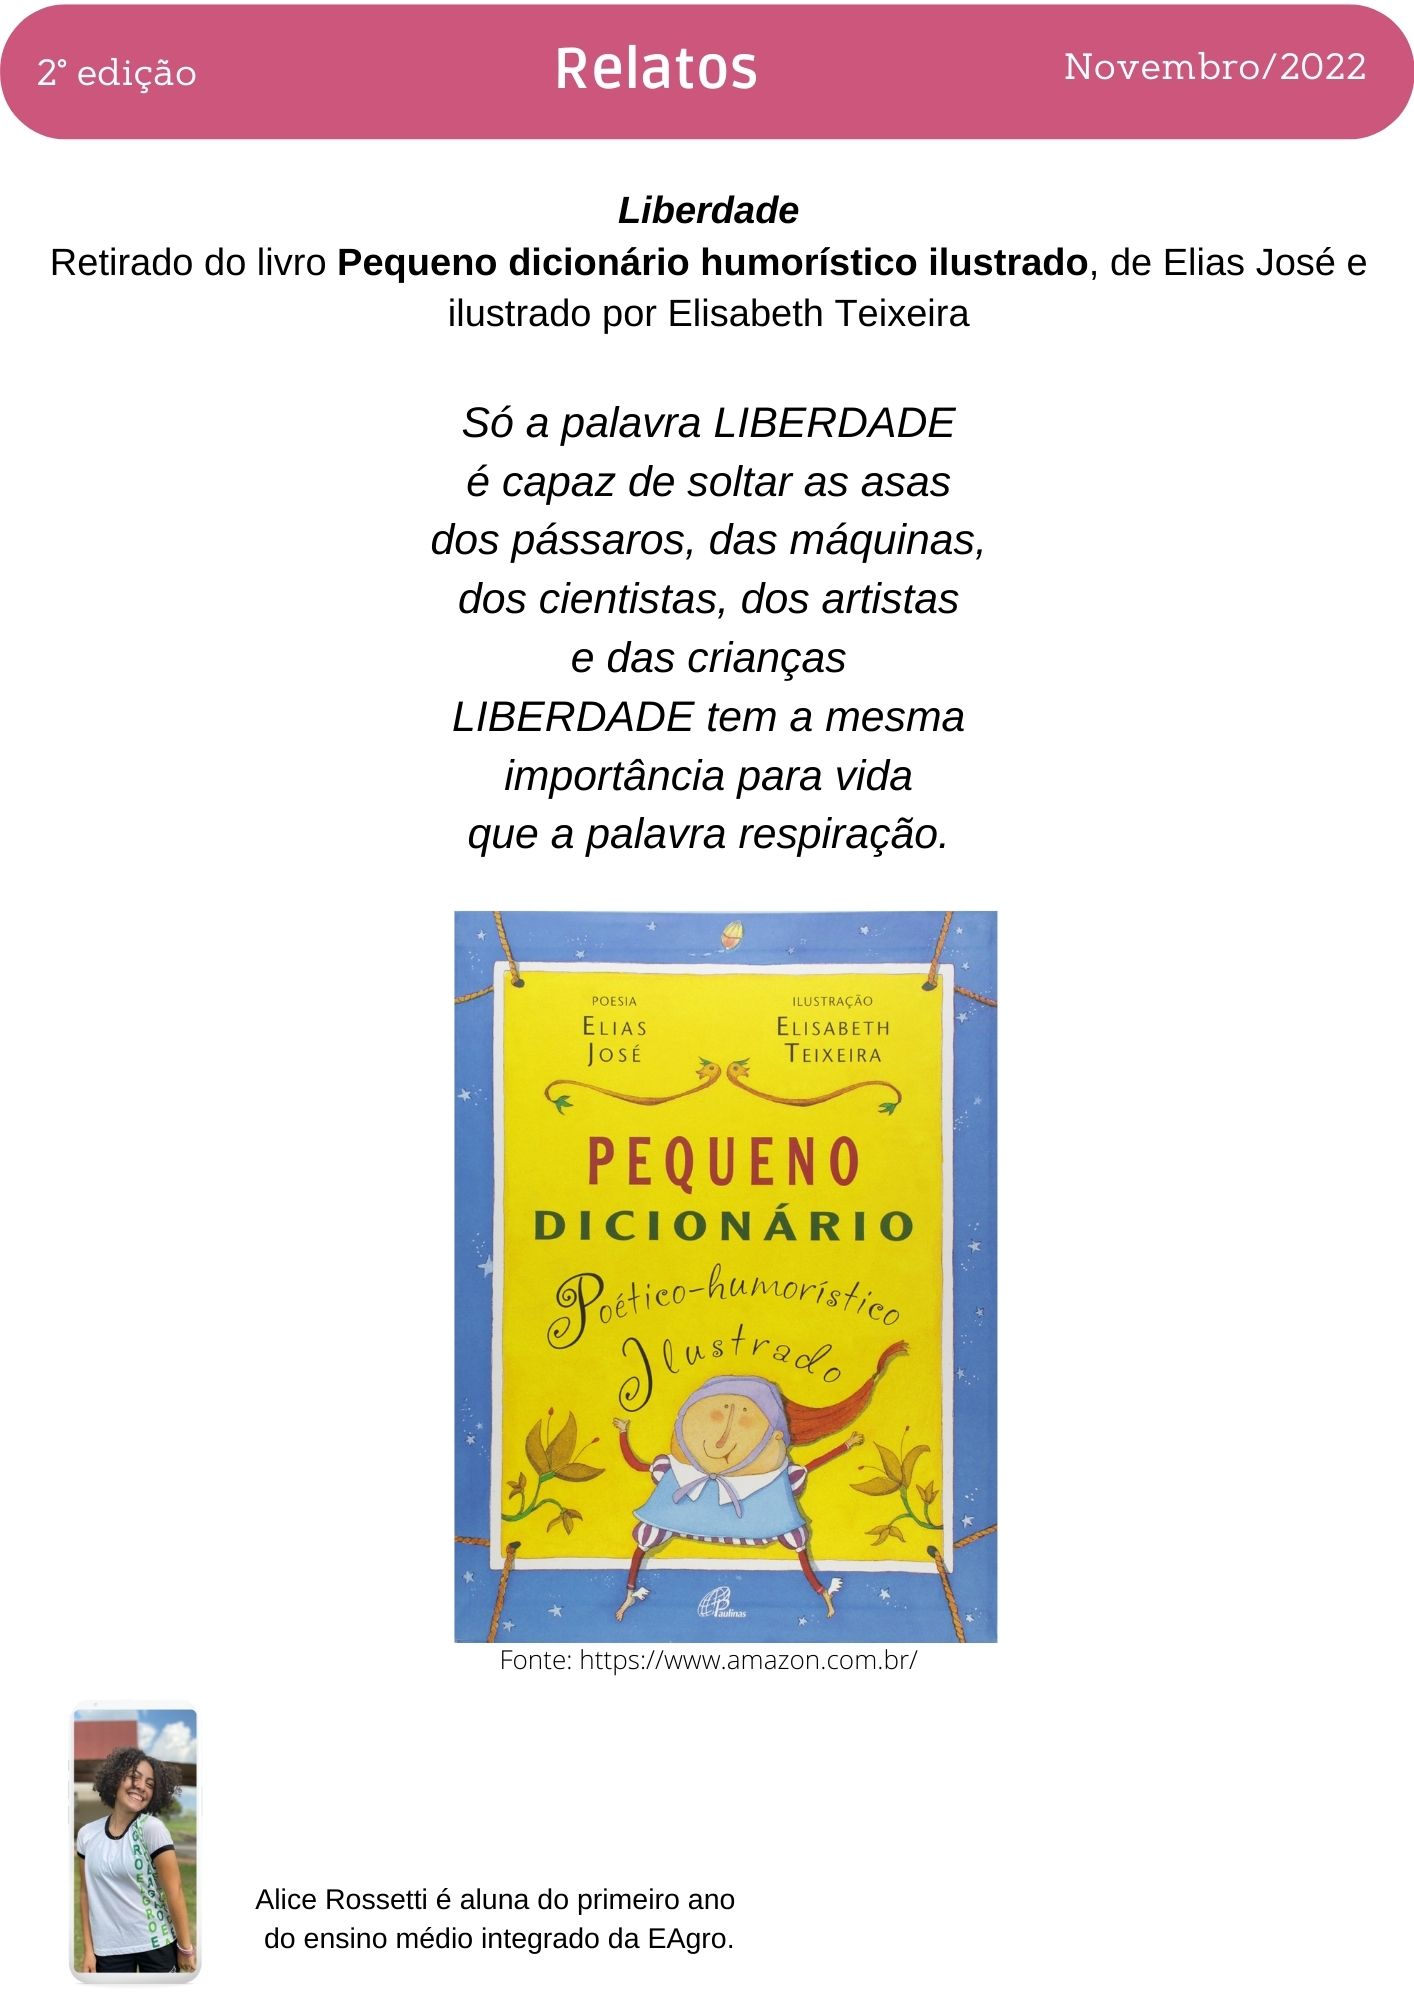 2° edição
Relatos
Novembro/2022
Liberdade
Retirado do livro Pequeno dicionário humorístico ilustrado, de Elias José e
ilustrado por Elisabeth Teixeira
Só a palavra LIBERDADE
é capaz de soltar as asas
dos pássaros, das máquinas,
dos cientistas, dos artistas
e das crianças
LIBERDADE tem a mesma
importância para vida
que a palavra respiração.
POESIA
ELIAS
JOSÉ
ILUSTRAÇÃO
ELISABETH
TEIXEIRA
PEQUENO
DICIONÁRIO
Poético-humorístico
Ilustrado
Paulinas
Fonte: https://www.amazon.com.br/
Alice Rossetti é aluna do primeiro ano
do ensino médio integrado da EAgro.